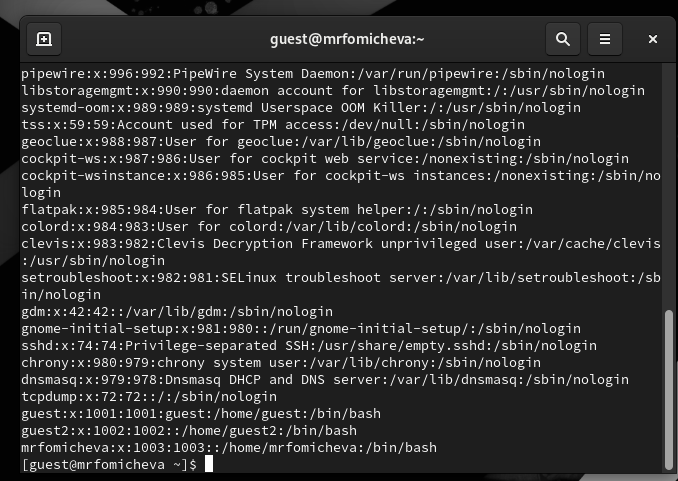 guest@mrfomicheva:~
pipewire:x:996:992:PipeWire System Daemon:/var/run/pipewire:/sbin/nologin
libstoragemgmt:x:990:990:daemon account for libstoragemgmt:/:/usr/sbin/nologin
systemd-oom:x:989:989:systemd Userspace OOM Killer:/:/usr/sbin/nologin
tss:x:59:59:Account used for TPM access:/dev/null:/sbin/nologin
geoclue:x:988:987:User for geoclue:/var/lib/geoclue:/sbin/nologin
cockpit-ws:x:987:986:User for cockpit web service:/nonexisting:/sbin/nologin
cockpit-wsinstance:x:986:985:User for cockpit-ws instances:/nonexisting:/sbin/no
login
flatpak:x:985:984:User for flatpak system helper:/:/sbin/nologin
colord:x:984:983:User for colord:/var/lib/colord:/sbin/nologin
clevis:x:983:982:Clevis Decryption Framework unprivileged user:/var/cache/clevis
:/usr/sbin/nologin
setroubleshoot:x:982:981:SELinux troubleshoot server:/var/lib/setroubleshoot:/sb
in/nologin
gdm:x:42:42::/var/lib/gdm:/sbin/nologin
gnome-initial-setup:x:981:980::/run/gnome-initial-setup/:/sbin/nologin
sshd:x:74:74:Privilege-separated SSH:/usr/share/empty.sshd:/sbin/nologin
chrony:x:980:979:chrony system user:/var/lib/chrony:/sbin/nologin
dnsmasq:x:979:978:Dnsmasq DHCP and DNS server:/var/lib/dnsmasq:/sbin/nologin
tcpdump:x:72:72::/:/sbin/nologin
guest:x:1001:1001:guest:/home/guest:/bin/bash
guest2:x:1002:1002::/home/guest2:/bin/bash
mrfomicheva:x:1003:1003::/home/mrfomicheva:/bin/bash
[guest@mrfomicheva ~]$